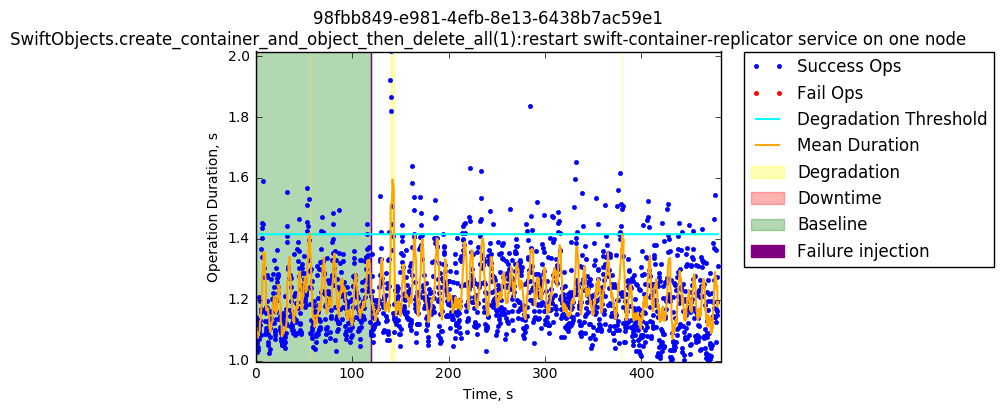 98fbb849-e981-4efb-8e13-6438b7ac59e1
SwiftObjects.create_container_and_object_then_delete_all(1):restart swift-container-replicator service on one node
2.0
1.8
1.6
1.4
1.2
1.0
Operation Duration, s
0
100
200
300
400
Time, s
Success Ops
Fail Ops
Degradation Threshold
Mean Duration
Degradation
Downtime
Baseline
Failure injection